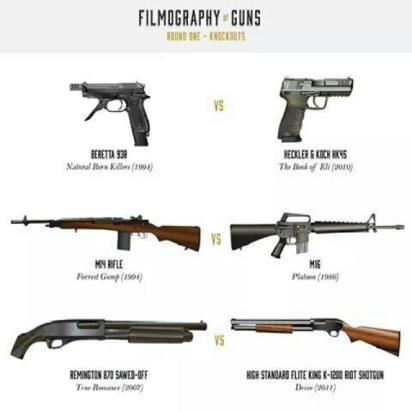 FILMOGRAPHY OF GUNS
ROUND ONE - KNOCKOUTS
VS
BERETTA 93R
Natural Born Killers (1994)
HECKLER & KOCH HK45
The Book of Eli (2010)
VS
M14 RIFLE
Forrest Gump (1994)
M16
Platoon (1986)
VS
REMINGTON 870 SAWED-OFF
True Romance (2007)
HIGH STANDARD FLITE KING K-1200 RIOT SHOTGUN
Drive (2011)